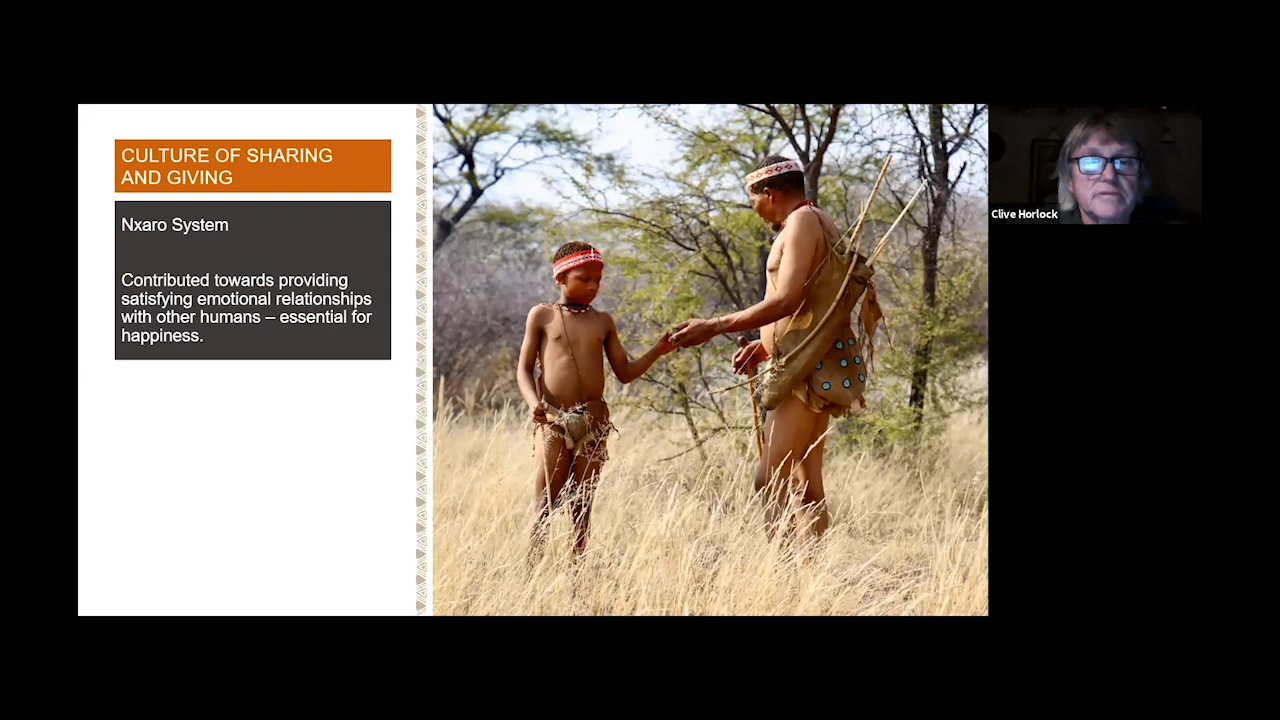 CULTURE OF SHARING
AND GIVING
Nxaro System
Contributed towards providing
satisfying emotional relationships
with other humans – essential for
happiness.
Clive Horlock